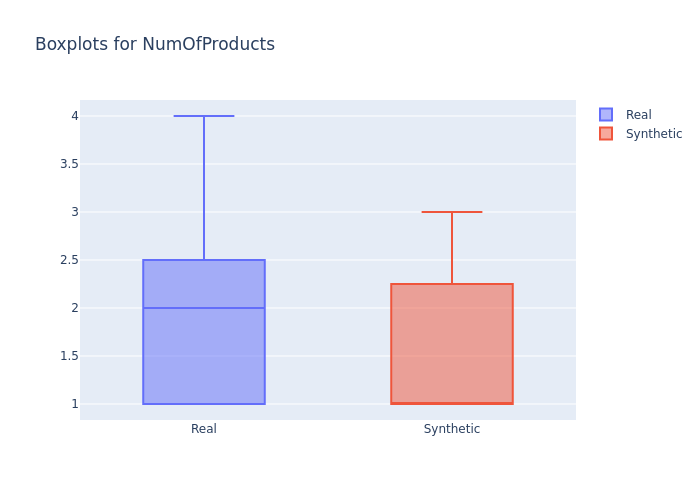 Boxplots for NumOfProducts
4
3.5
3
2.5
2
1.5
1
Real
Synthetic
Real
Synthetic